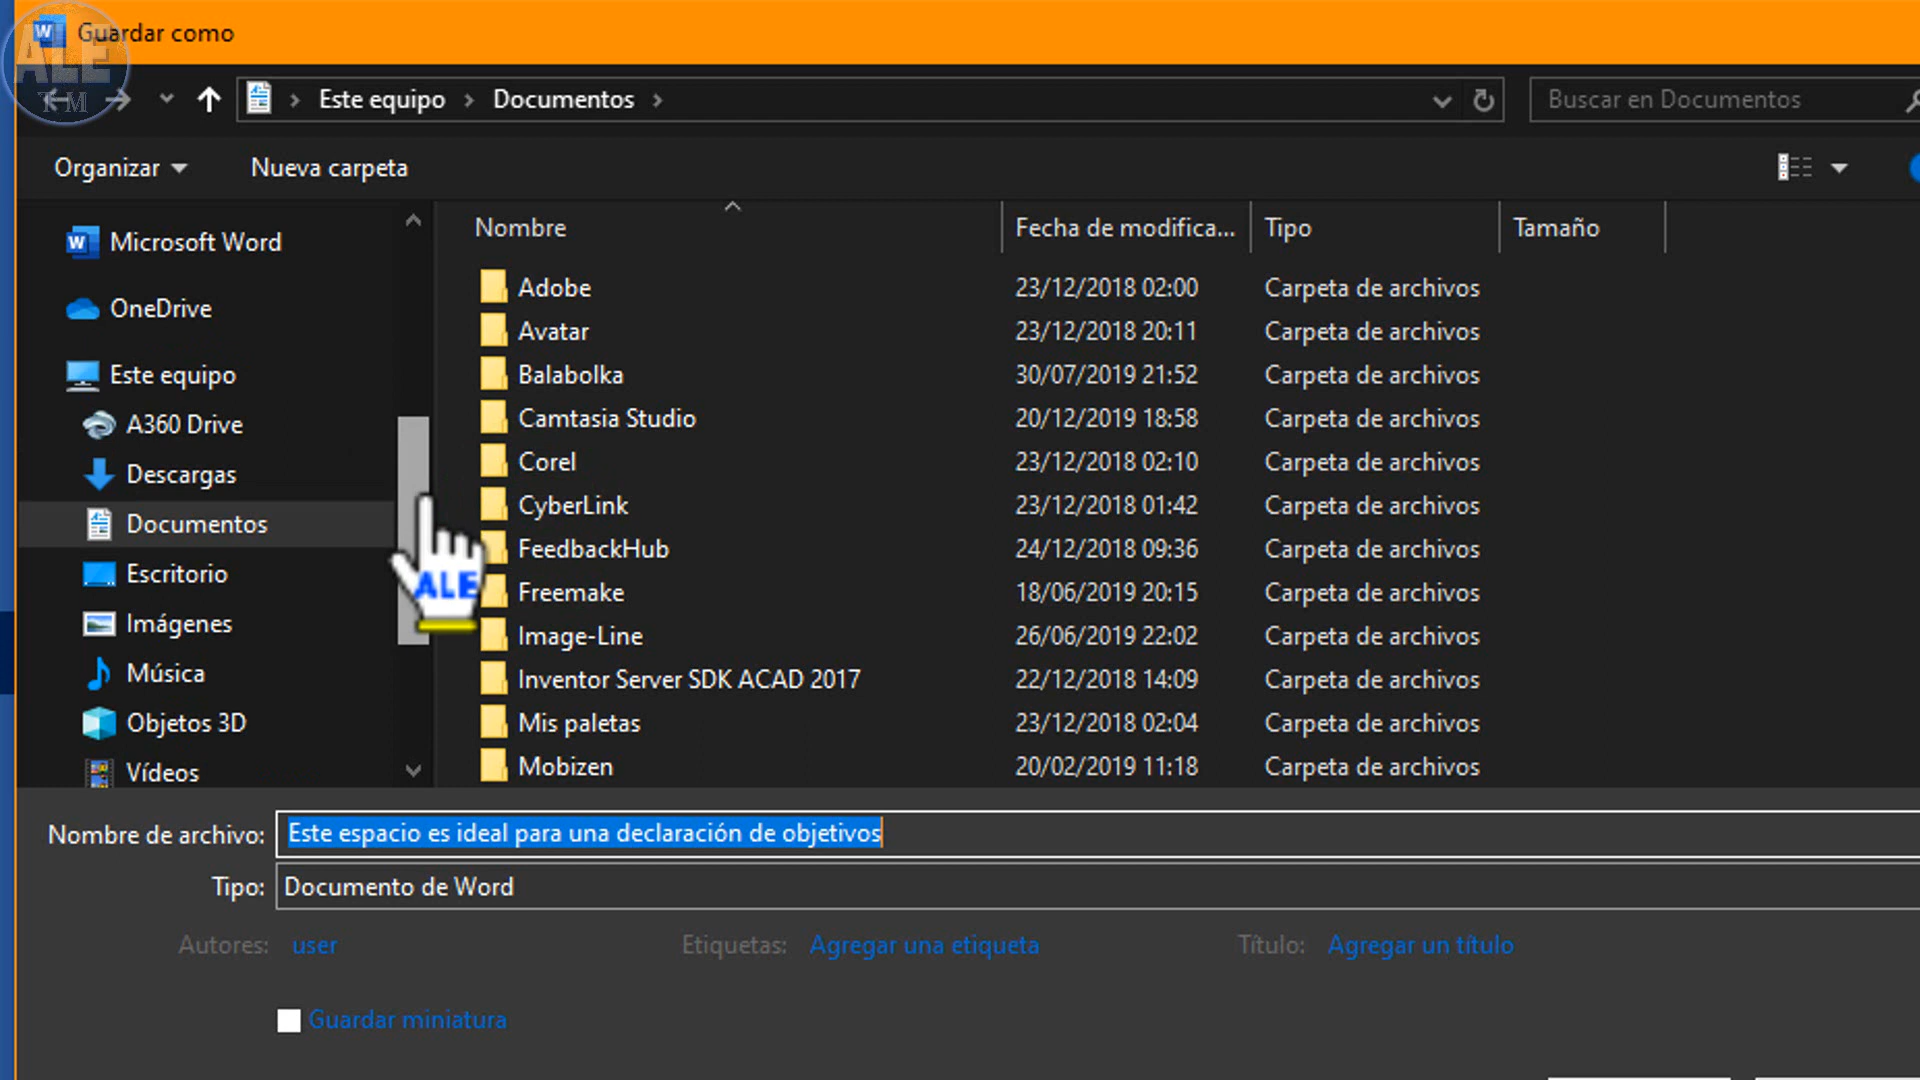 Guardar como
ALE
TM
Este equipo
Documentos
Buscar en Documentos
Organizar
Nueva carpeta
Nombre
Fecha de modifica...
Tipo
Tamaño
Microsoft Word
OneDrive
Este equipo
A360 Drive
Descargas
Documentos
Escritorio
Imágenes
Música
Objetos 3D
Vídeos
Adobe 23/12/2018 02:00 Carpeta de archivos
Avatar 23/12/2018 20:11 Carpeta de archivos
Balabolka 30/07/2019 21:52 Carpeta de archivos
Camtasia Studio 20/12/2019 18:58 Carpeta de archivos
Corel 23/12/2018 02:10 Carpeta de archivos
CyberLink 23/12/2018 01:42 Carpeta de archivos
FeedbackHub 24/12/2018 09:36 Carpeta de archivos
Freemake 18/06/2019 20:15 Carpeta de archivos
Image-Line 26/06/2019 22:02 Carpeta de archivos
Inventor Server SDK ACAD 2017 22/12/2018 14:09 Carpeta de archivos
Mis paletas 23/12/2018 02:04 Carpeta de archivos
Mobizen 20/02/2019 11:18 Carpeta de archivos
ALE
Nombre de archivo: Este espacio es ideal para una declaración de objetivos
Tipo: Documento de Word
Autores: user
Etiquetas: Agregar una etiqueta
Título: Agregar un título
Guardar miniatura